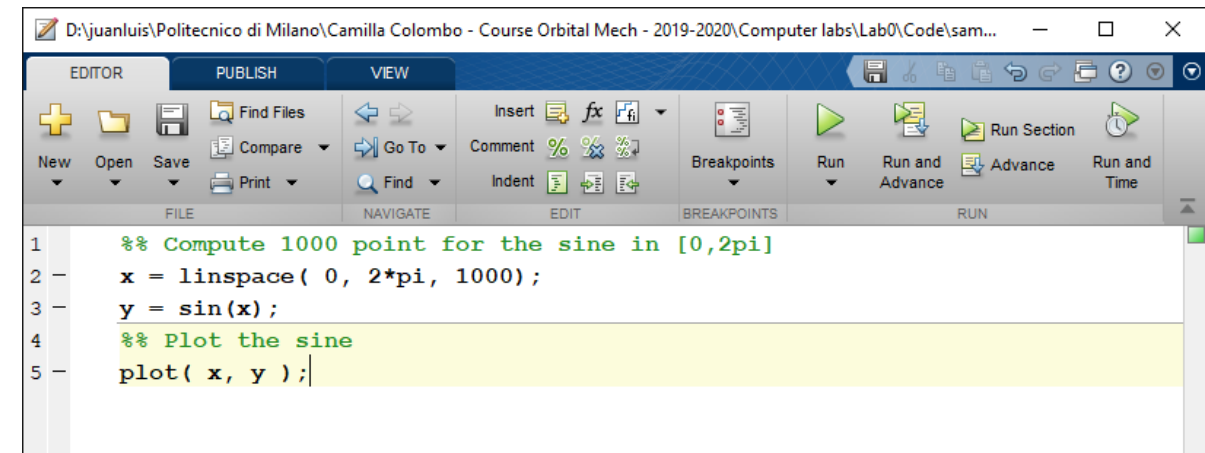 D:\juanluis\Politecnico di Milano\Camilla Colombo - Course Orbital Mech - 2019-2020\Computer labs\Lab0\Code\sam...
EDITOR PUBLISH VIEW
New Open Save Find Files Compare Print
FILE
Go To Find
NAVIGATE
Insert fx fi
Comment % % %
Indent
EDIT
Breakpoints
BREAKPOINTS
Run Run and Advance Run Section Advance Run and Time
RUN
1 %% Compute 1000 point for the sine in [0,2pi]
2 - x = linspace( 0, 2*pi, 1000);
3 - y = sin(x);
4 %% Plot the sine
5 - plot( x, y );